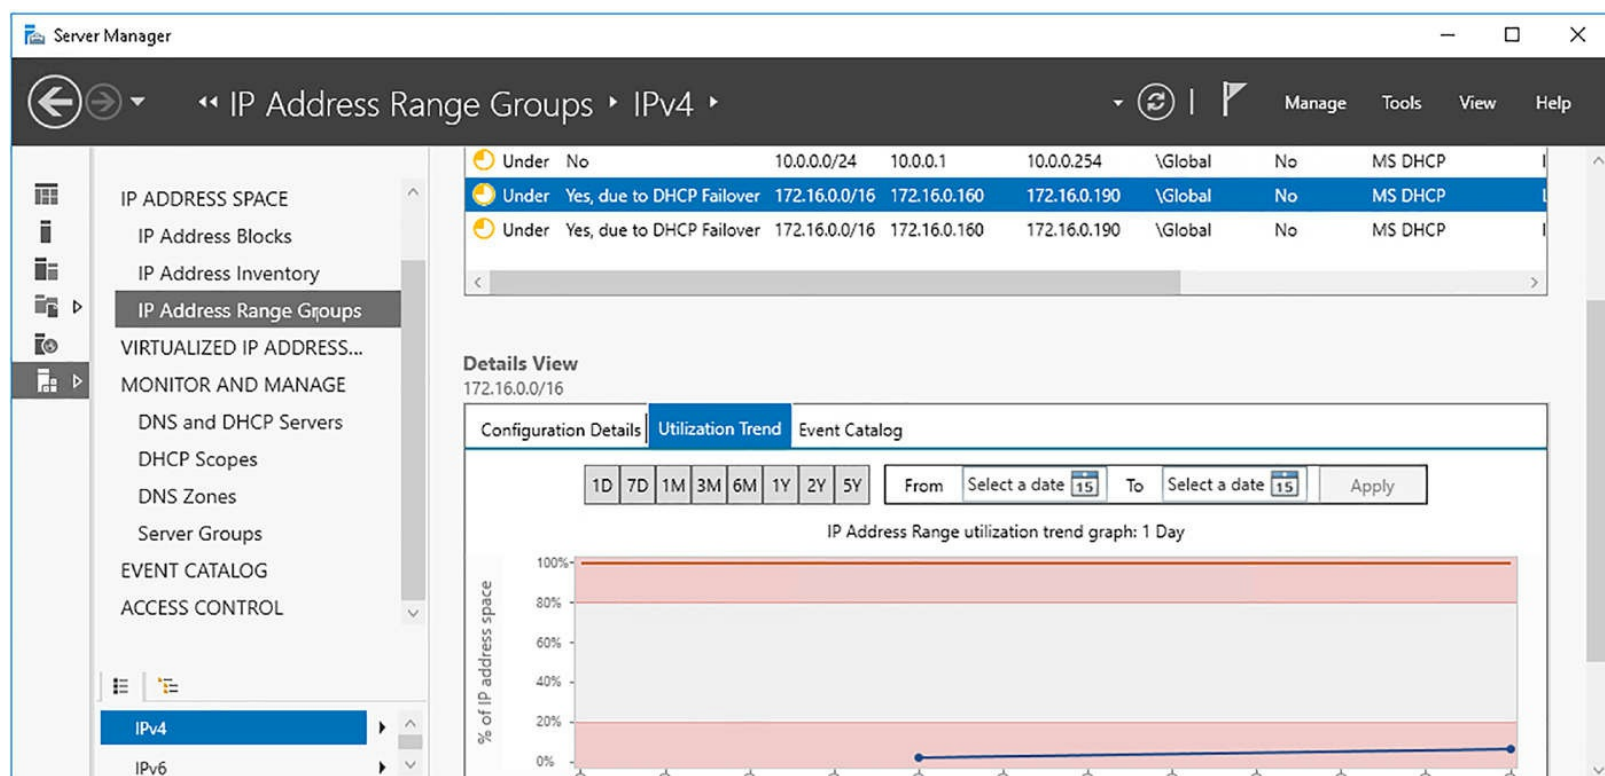 Server Manager
IP Address Range Groups IPv4
Manage Tools View Help
Under No 10.0.0.0/24 10.0.0.1 10.0.0.254 \Global No MS DHCP
Under Yes, due to DHCP Failover 172.16.0.0/16 172.16.0.160 172.16.0.190 \Global No MS DHCP
Under Yes, due to DHCP Failover 172.16.0.0/16 172.16.0.160 172.16.0.190 \Global No MS DHCP
IP ADDRESS SPACE
IP Address Blocks
IP Address Inventory
IP Address Range Groups
VIRTUALIZED IP ADDRESS...
MONITOR AND MANAGE
DNS and DHCP Servers
DHCP Scopes
DNS Zones
Server Groups
EVENT CATALOG
ACCESS CONTROL
IPv4
IPv6
Details View
172.16.0.0/16
Configuration Details Utilization Trend Event Catalog
1D 7D 1M 3M 6M 1Y 2Y 5Y From Select a date 15 To Select a date 15 Apply
IP Address Range utilization trend graph: 1 Day
% of IP address space
100%
80%
60%
40%
20%
0%